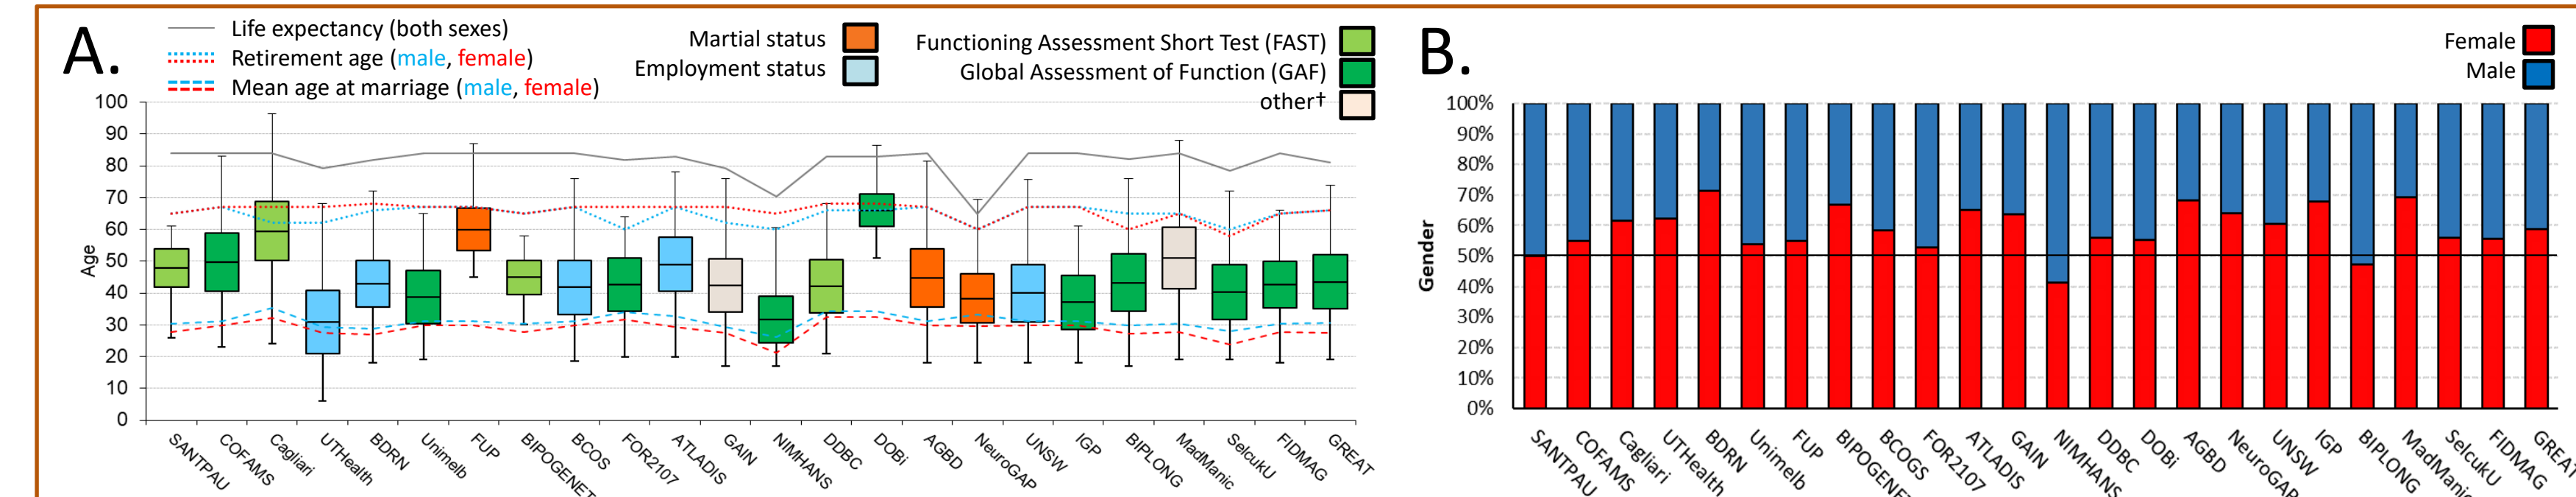 A.
Life expectancy (both sexes)
Retirement age (male, female)
Mean age at marriage (male, female)
Martial status
Employment status
Functioning Assessment Short Test (FAST)
Global Assessment of Function (GAF)
other†
100
90
80
70
60
50
40
30
20
10
0
Age
SANTPAU
COFAMS
Cagliari
UTHealth
BDRN
Unimelb
FUP
BIPOGENET
BCOS
FOR2107
ATLADIS
GAIN
NIMHANS
DDBC
DOBi
AGBD
NeuroGAP
UNSW
IGP
BIPLONG
MadManic
SelcukU
FIDMAG
GREAT
B.
Female
Male
100%
90%
80%
70%
60%
50%
40%
30%
20%
10%
0%
Gender
SANTPAU
COFAMS
Cagliari
UTHealth
BDRN
Unimelb
FUP
BIPOGENET
BCOGS
FOR2107
ATLADIS
GAIN
NIMHANS
DDBC
DOBi
AGBD
NeuroGAP
UNSW
IGP
BIPLONG
MadManic
SelcukU
FIDMAG
GREAT